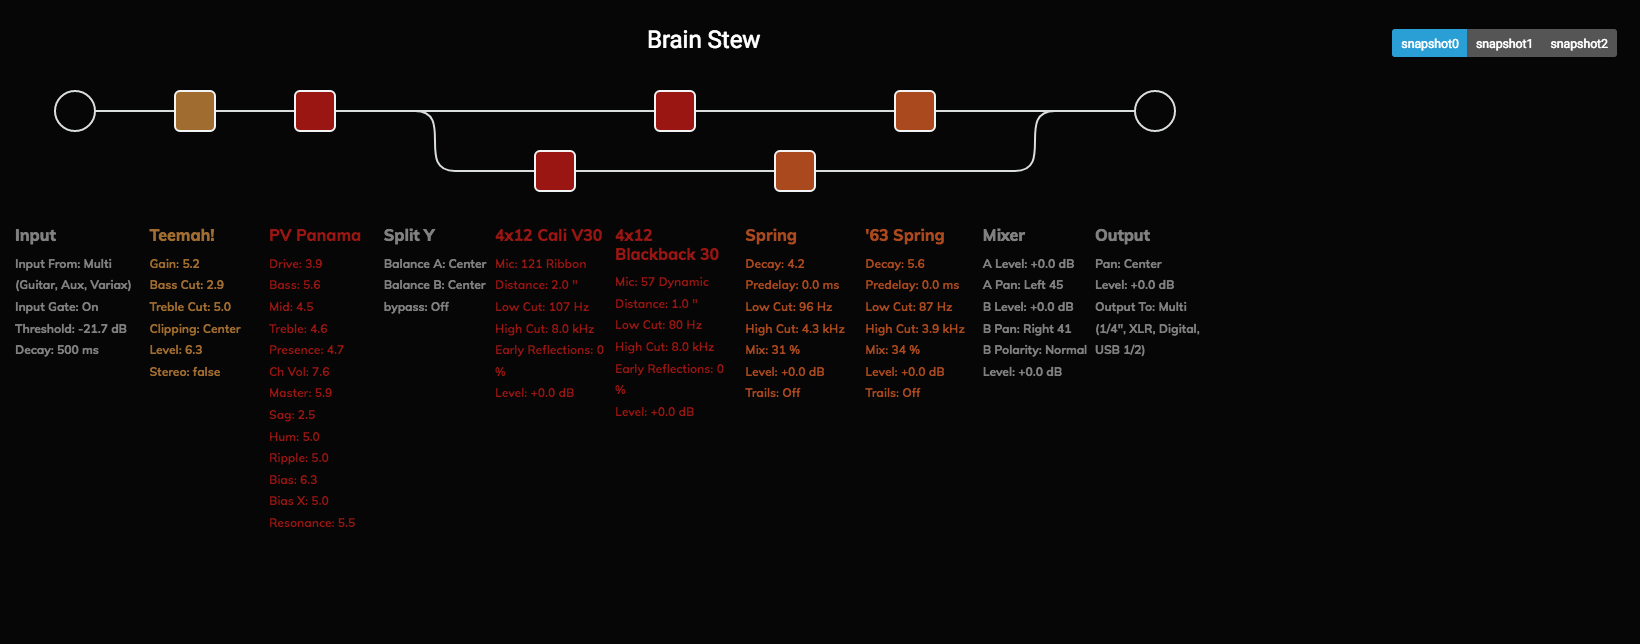 Brain Stew
snapshot0
snapshot1
snapshot2
Input
Input From: Multi
(Guitar, Aux, Variax)
Input Gate: On
Threshold: -21.7 dB
Decay: 500 ms
Teemah!
Gain: 5.2
Bass Cut: 2.9
Treble Cut: 5.0
Clipping: Center
Level: 6.3
Stereo: false
PV Panama
Drive: 3.9
Bass: 5.6
Mid: 4.5
Treble: 4.6
Presence: 4.7
Ch Vol: 7.6
Master: 5.9
Sag: 2.5
Hum: 5.0
Ripple: 5.0
Bias: 6.3
Bias X: 5.0
Resonance: 5.5
Split Y
Balance A: Center
Balance B: Center
bypass: Off
4x12 Cali V30
Mic: 121 Ribbon
Distance: 2.0 "
Low Cut: 107 Hz
High Cut: 8.0 kHz
Early Reflections: 0
%
Level: +0.0 dB
4x12
Blackback 30
Mic: 57 Dynamic
Distance: 1.0 "
Low Cut: 80 Hz
High Cut: 8.0 kHz
Early Reflections: 0
%
Level: +0.0 dB
Spring
Decay: 4.2
Predelay: 0.0 ms
Low Cut: 96 Hz
High Cut: 4.3 kHz
Mix: 31 %
Level: +0.0 dB
Trails: Off
'63 Spring
Decay: 5.6
Predelay: 0.0 ms
Low Cut: 87 Hz
High Cut: 3.9 kHz
Mix: 34 %
Level: +0.0 dB
Trails: Off
Mixer
A Level: +0.0 dB
A Pan: Left 45
B Level: +0.0 dB
B Pan: Right 41
B Polarity: Normal
Level: +0.0 dB
Output
Pan: Center
Level: +0.0 dB
Output To: Multi
(1/4", XLR, Digital,
USB 1/2)